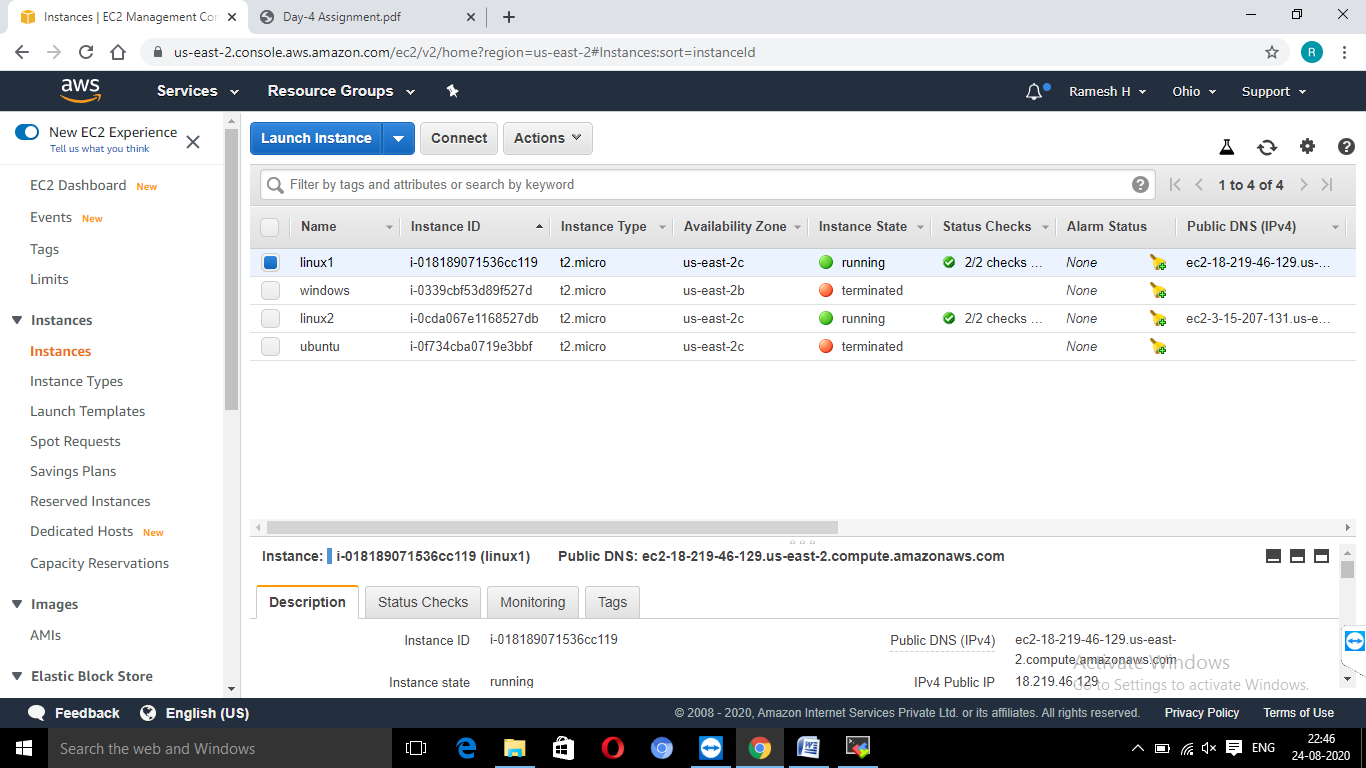 Instances | EC2 Management Con
Day-4 Assignment.pdf
us-east-2.console.aws.amazon.com/ec2/v2/home?region=us-east-2#Instances:sort=instanceId
R
aws
Services
Resource Groups
Ramesh H
Ohio
Support
New EC2 Experience
Tell us what you think
EC2 Dashboard New
Events New
Tags
Limits
Instances
Instances
Instance Types
Launch Templates
Spot Requests
Savings Plans
Reserved Instances
Dedicated Hosts New
Capacity Reservations
Images
AMIs
Elastic Block Store
Launch Instance
Connect
Actions
Filter by tags and attributes or search by keyword
1 to 4 of 4
Name Instance ID Instance Type Availability Zone Instance State Status Checks Alarm Status Public DNS (IPv4)
linux1 i-018189071536cc119 t2.micro us-east-2c running 2/2 checks ... None ec2-18-219-46-129.us-...
windows i-0339cbf53d89f527d t2.micro us-east-2b terminated None
linux2 i-0cda067e1168527db t2.micro us-east-2c running 2/2 checks ... None ec2-3-15-207-131.us-e...
ubuntu i-0f734cba0719e3bbf t2.micro us-east-2c terminated None
Instance: i-018189071536cc119 (linux1) Public DNS: ec2-18-219-46-129.us-east-2.compute.amazonaws.com
Description
Status Checks
Monitoring
Tags
Instance ID i-018189071536cc119
Public DNS (IPv4) ec2-18-219-46-129.us-east-
2.compute.amazonaws.com
Instance state running
IPv4 Public IP 18.219.46.129
Activate Windows
Go to Settings to activate Windows.
Feedback
English (US)
© 2008 - 2020, Amazon Internet Services Private Ltd. or its affiliates. All rights reserved.
Privacy Policy
Terms of Use
Search the web and Windows
ENG
22:46
24-08-2020